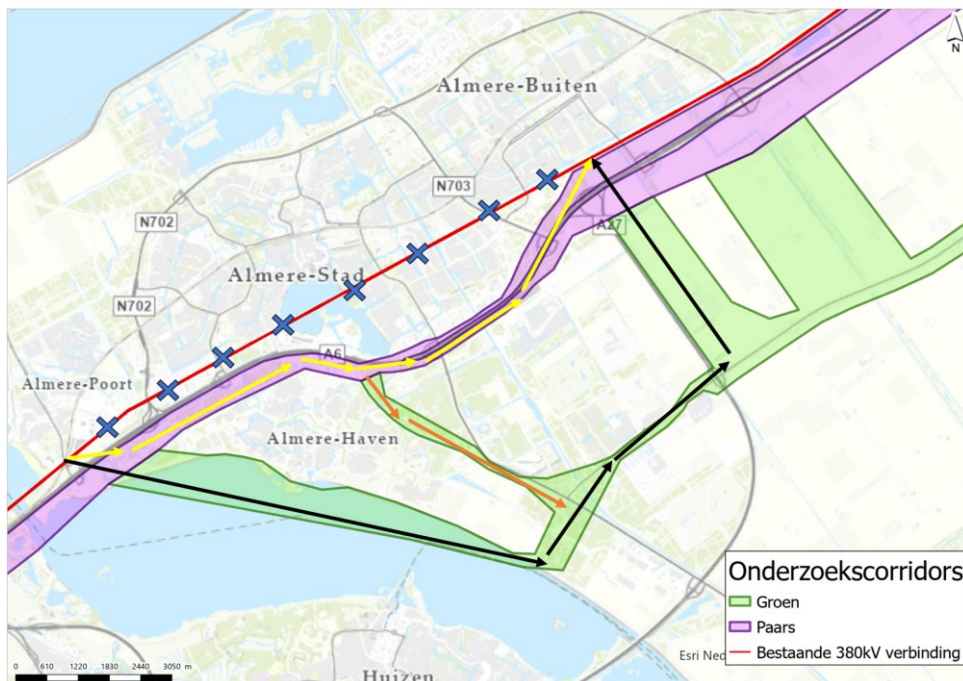 N
Almere-Buiten
N703
N702
A27
Almere-Stad
N702
A6
Almere-Poort
Almere-Haven
Onderzoekscorridors
Groen
Paars
Bestaande 380kV verbinding
Esri Ned
0 610 1220 1830 2440 3050 m
Huizen